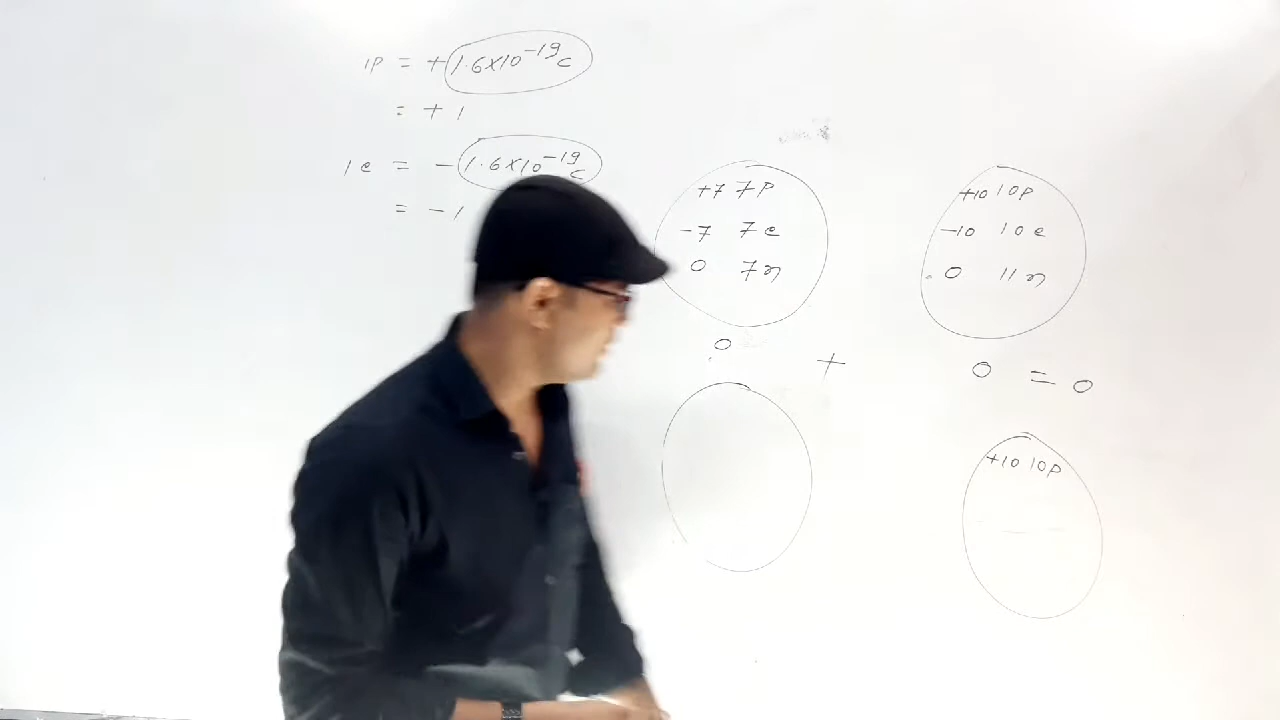 1P = +1.6×10⁻¹⁹c
= + 1
1e = -1.6×10⁻¹⁹c
= - 1
+7 7P
-7 7e
0 7n
0
+10 10P
-10 10e
0 11n
+
0 = 0
+10 10P